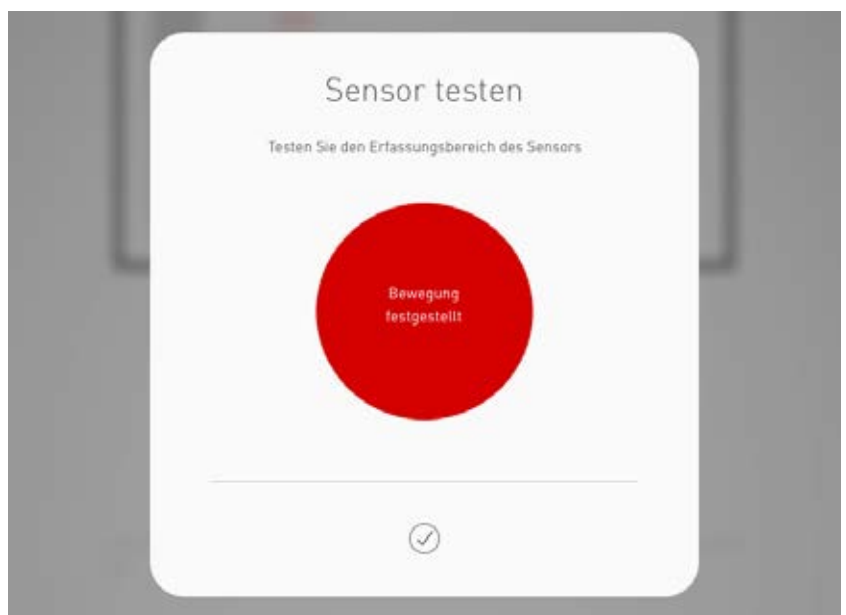 Sensor testen
Testen Sie den Erfassungsbereich des Sensors
Bewegung
festgestellt